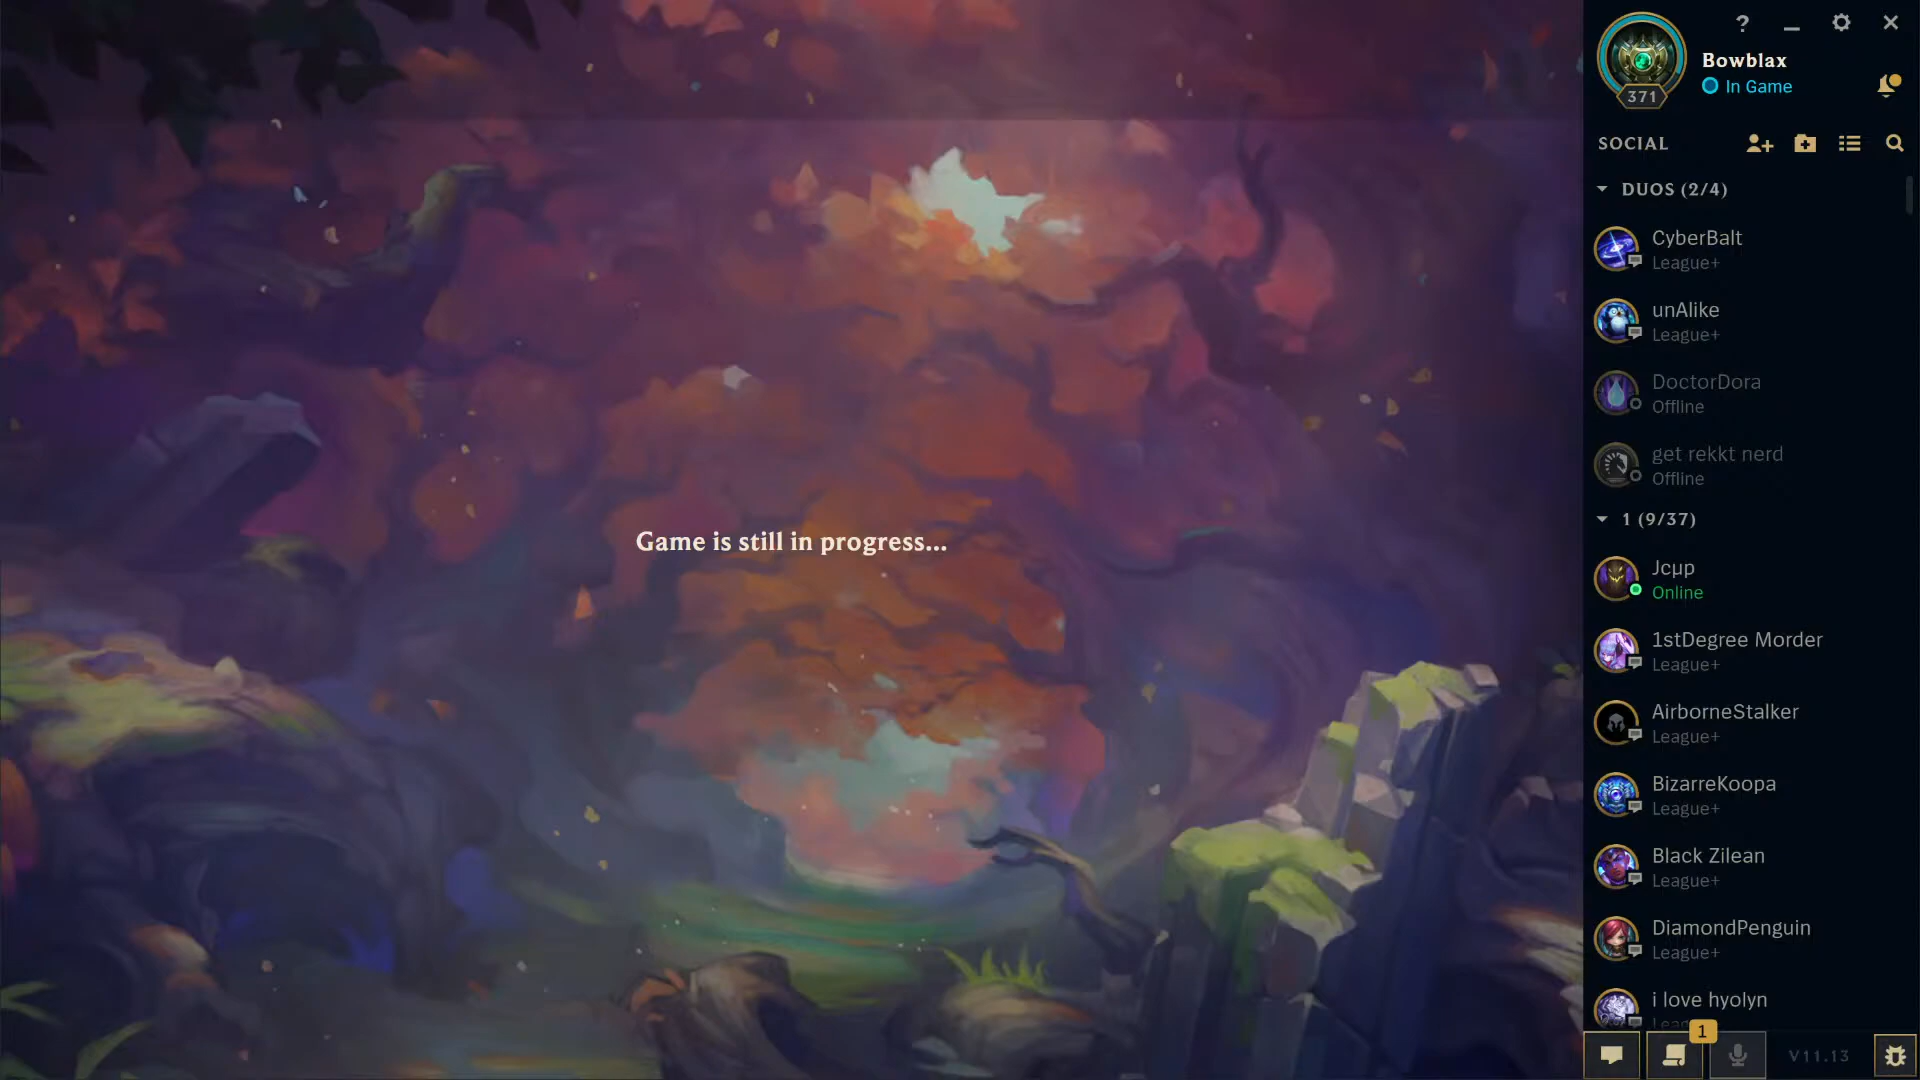 ?
Bowblax
In Game
371
SOCIAL
DUOS (2/4)
CyberBalt
League+
unAlike
League+
DoctorDora
Offline
get rekkt nerd
Offline
Game is still in progress...
1 (9/37)
Jcµp
Online
1stDegree Morder
League+
AirborneStalker
League+
BizarreKoopa
League+
Black Zilean
League+
DiamondPenguin
League+
i love hyolyn
League+
1
V11.13